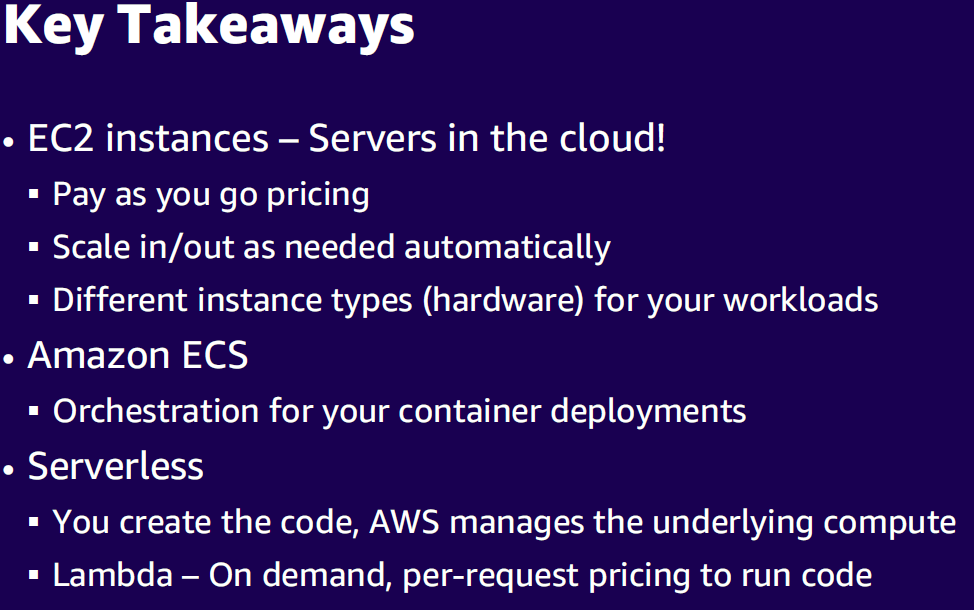 Key Takeaways
• EC2 instances – Servers in the cloud!
▪ Pay as you go pricing
▪ Scale in/out as needed automatically
▪ Different instance types (hardware) for your workloads
• Amazon ECS
▪ Orchestration for your container deployments
• Serverless
▪ You create the code, AWS manages the underlying compute
▪ Lambda – On demand, per-request pricing to run code